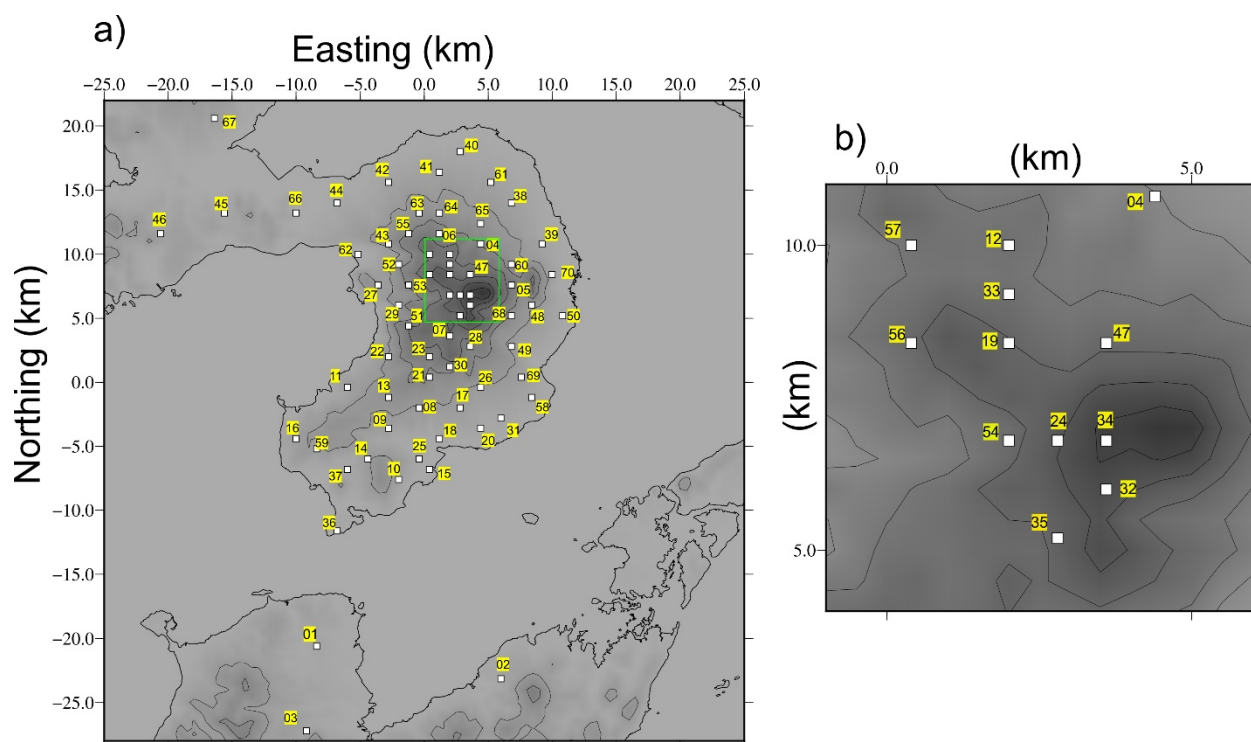 a)
Easting (km)
−25.0 −20.0 −15.0 −10.0 −5.0 0.0 5.0 10.0 15.0 20.0 25.0
Northing (km)
20.0
15.0
10.0
5.0
0.0
−5.0
−10.0
−15.0
−20.0
−25.0
67
40
42 41 61
44 63 64 38
46 45 66 55 65
43 06 04 39
62 52 47 60 70
27 53 05
29 51 68 48 50
07 28
22 23 49
11 21 30 26 69
13 17
08 58
16 09 18 31
59 14 25 20
37 10 15
36
01
02
03
b)
(km)
0.0 5.0
(km)
10.0
5.0
04
57 12
33
56 19 47
54 24 34
32
35